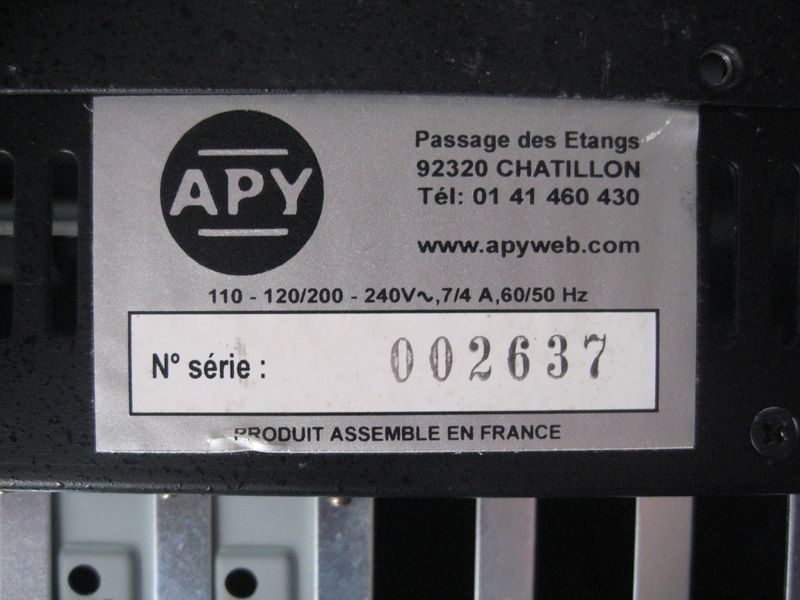 APY
Passage des Etangs
92320 CHATILLON
Tél: 01 41 460 430
www.apyweb.com
110 - 120/200 - 240V~,7/4 A,60/50 Hz
N° série : 002637
PRODUIT ASSEMBLE EN FRANCE